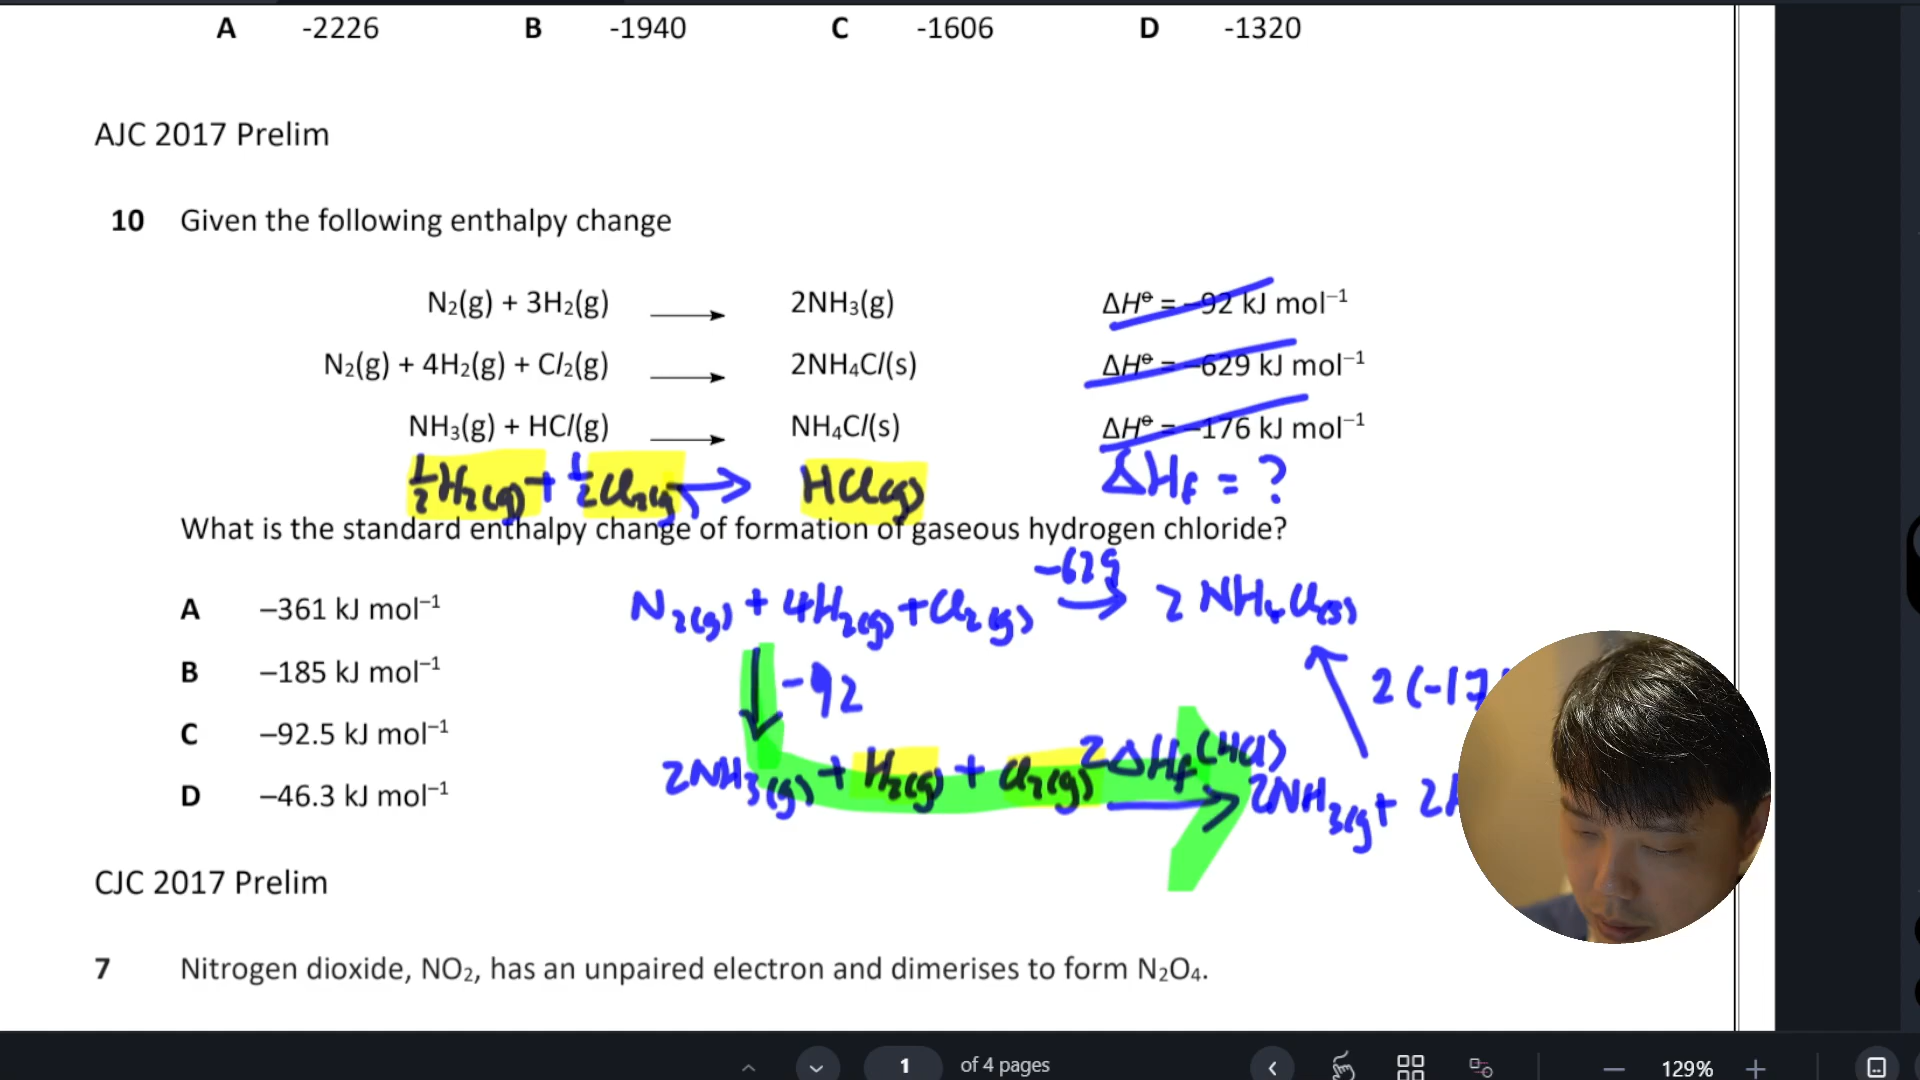 A -2226 B -1940 C -1606 D -1320
AJC 2017 Prelim
10 Given the following enthalpy change
N₂(g) + 3H₂(g) ⟶ 2NH₃(g) ΔH⦵ = –92 kJ mol⁻¹
N₂(g) + 4H₂(g) + Cl₂(g) ⟶ 2NH₄Cl(s) ΔH⦵ = –629 kJ mol⁻¹
NH₃(g) + HCl(g) ⟶ NH₄Cl(s) ΔH⦵ = –176 kJ mol⁻¹
½H₂(g) + ½Cl₂(g) → HCl(g) ΔHf = ?
What is the standard enthalpy change of formation of gaseous hydrogen chloride?
-629
N₂(g) + 4H₂(g) + Cl₂(g) → 2NH₄Cl(s)
A –361 kJ mol⁻¹
B –185 kJ mol⁻¹
-92
2(-17
C –92.5 kJ mol⁻¹
2ΔHf(HCl)
2NH₃(g) + H₂(g) + Cl₂(g) → 2NH₃(g) + 2
D –46.3 kJ mol⁻¹
CJC 2017 Prelim
7 Nitrogen dioxide, NO₂, has an unpaired electron and dimerises to form N₂O₄.
1 of 4 pages 129%